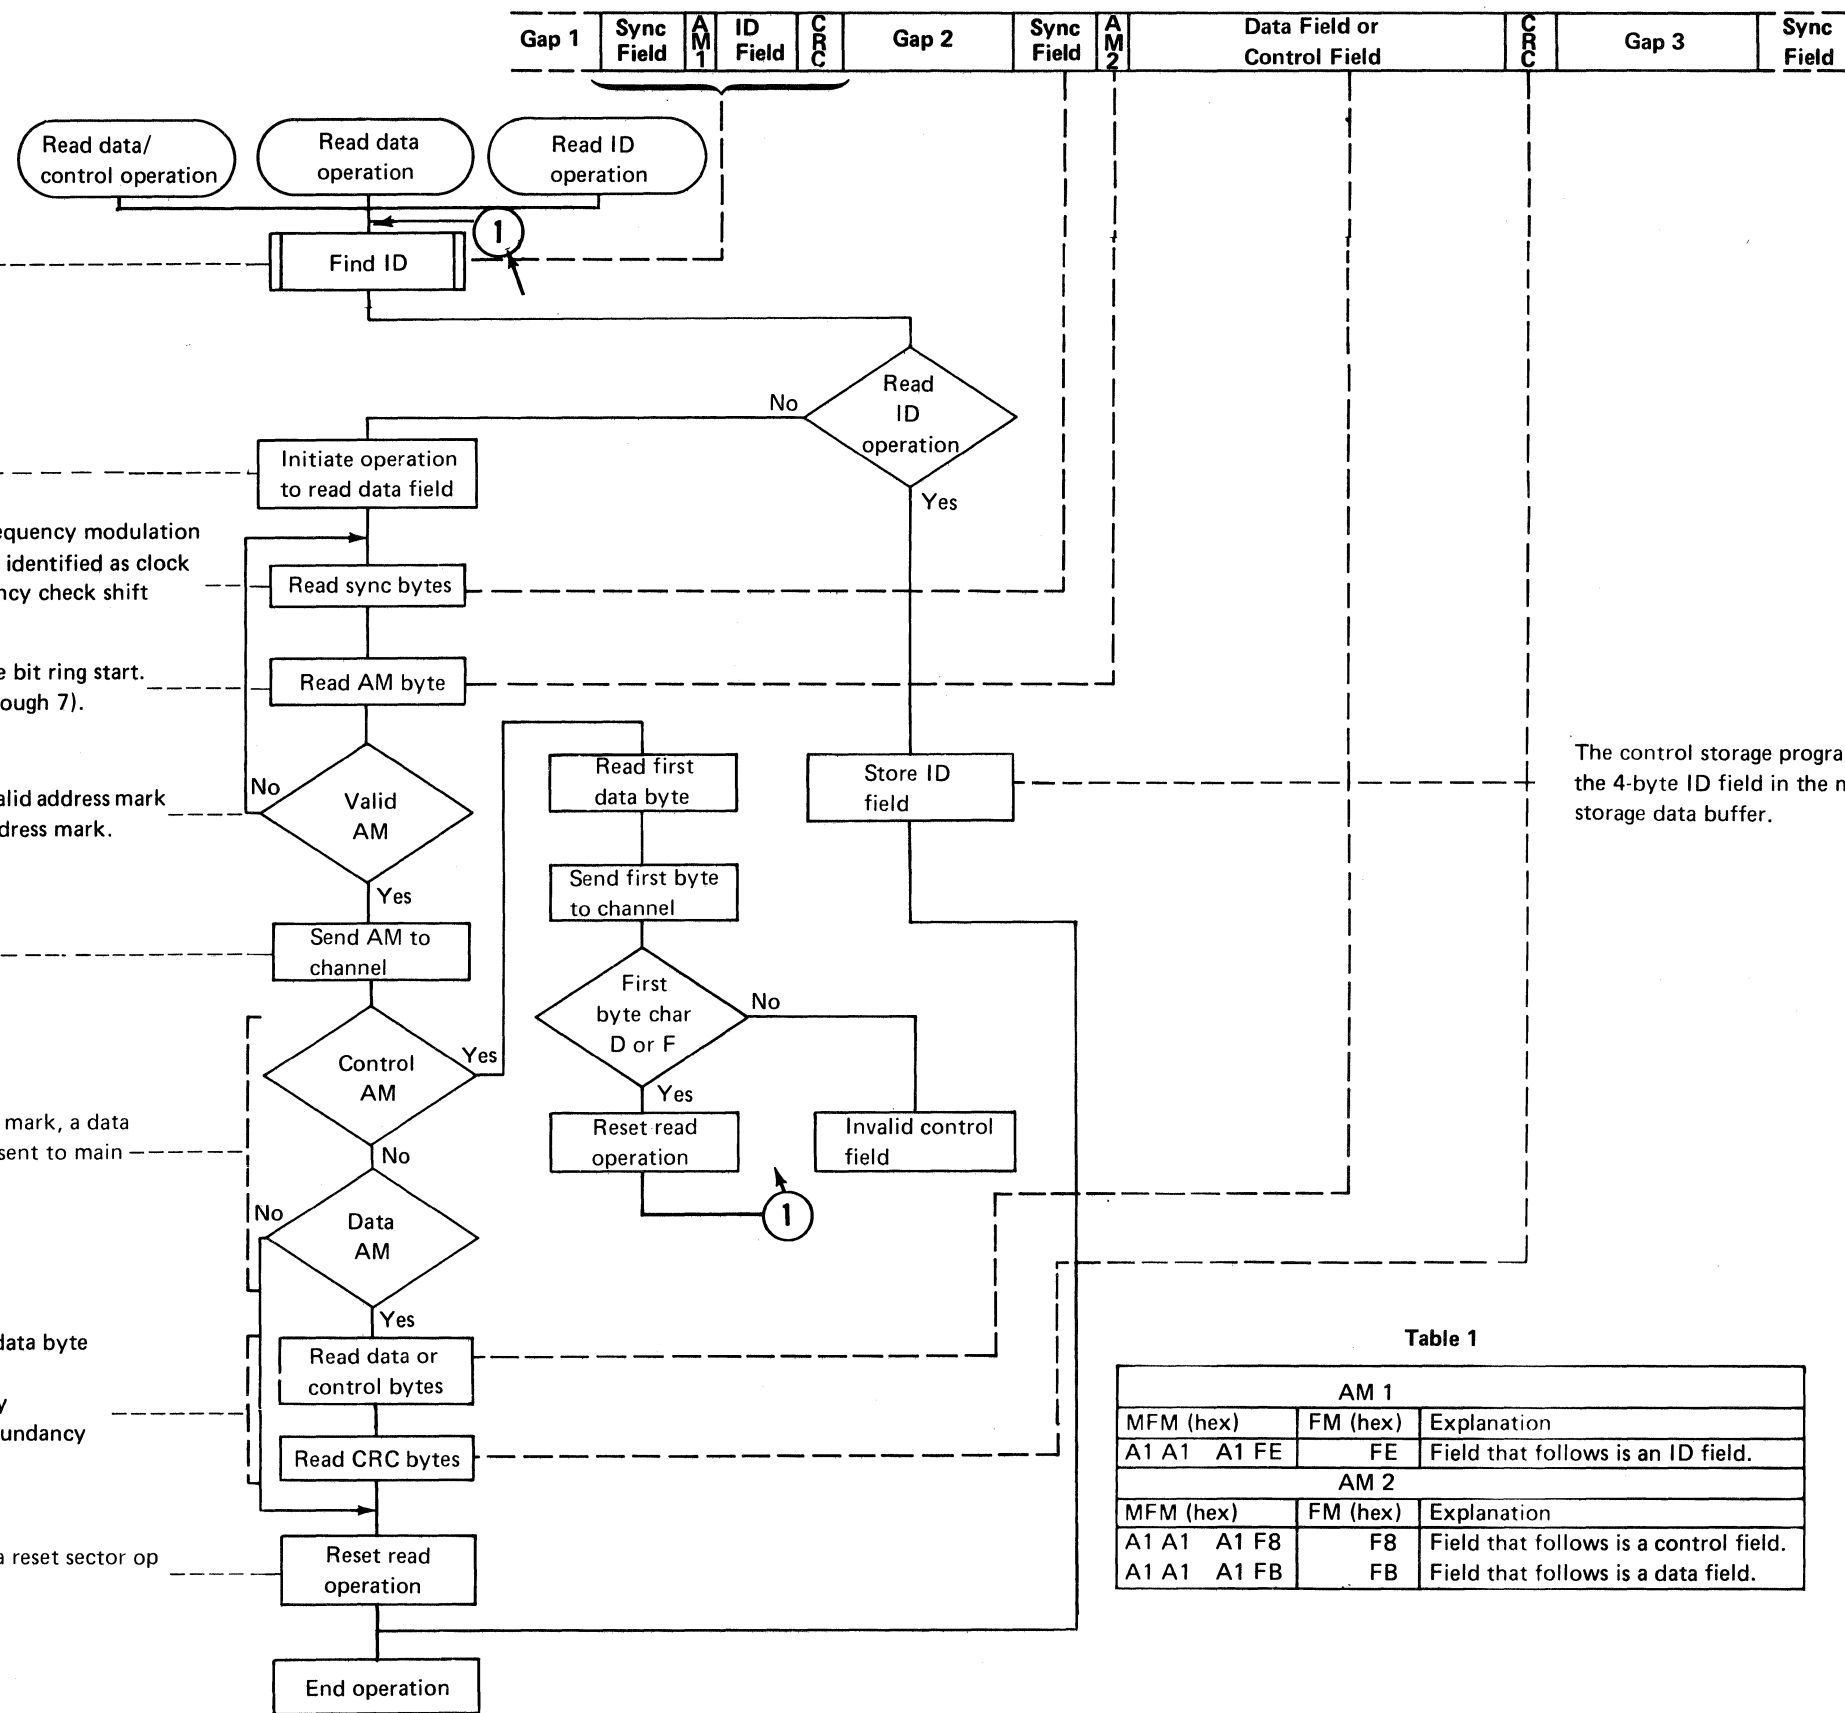 Gap 1
Sync
Field
AM1
ID
Field
CRC
Gap 2
Sync
Field
AM2
Data Field or
Control Field
CRC
Gap 3
Sync
Field
Read data/
control operation
Read data
operation
Read ID
operation
1
Find ID
Read
ID
operation
No
Yes
Initiate operation
to read data field
equency modulation
identified as clock
ncy check shift
Read sync bytes
e bit ring start.
ough 7).
Read AM byte
No
Valid
AM
alid address mark
dress mark.
Yes
Read first
data byte
Store ID
field
The control storage progra
the 4-byte ID field in the m
storage data buffer.
Send first byte
to channel
Send AM to
channel
First
byte char
D or F
No
Yes
Control
AM
Yes
No
mark, a data
sent to main
Reset read
operation
Invalid control
field
1
No
Data
AM
Yes
data byte
y
undancy
Read data or
control bytes
Read CRC bytes
a reset sector op
Reset read
operation
End operation
Table 1
AM 1
MFM (hex) FM (hex) Explanation
A1 A1 A1 FE FE Field that follows is an ID field.
AM 2
MFM (hex) FM (hex) Explanation
A1 A1 A1 F8 F8 Field that follows is a control field.
A1 A1 A1 FB FB Field that follows is a data field.